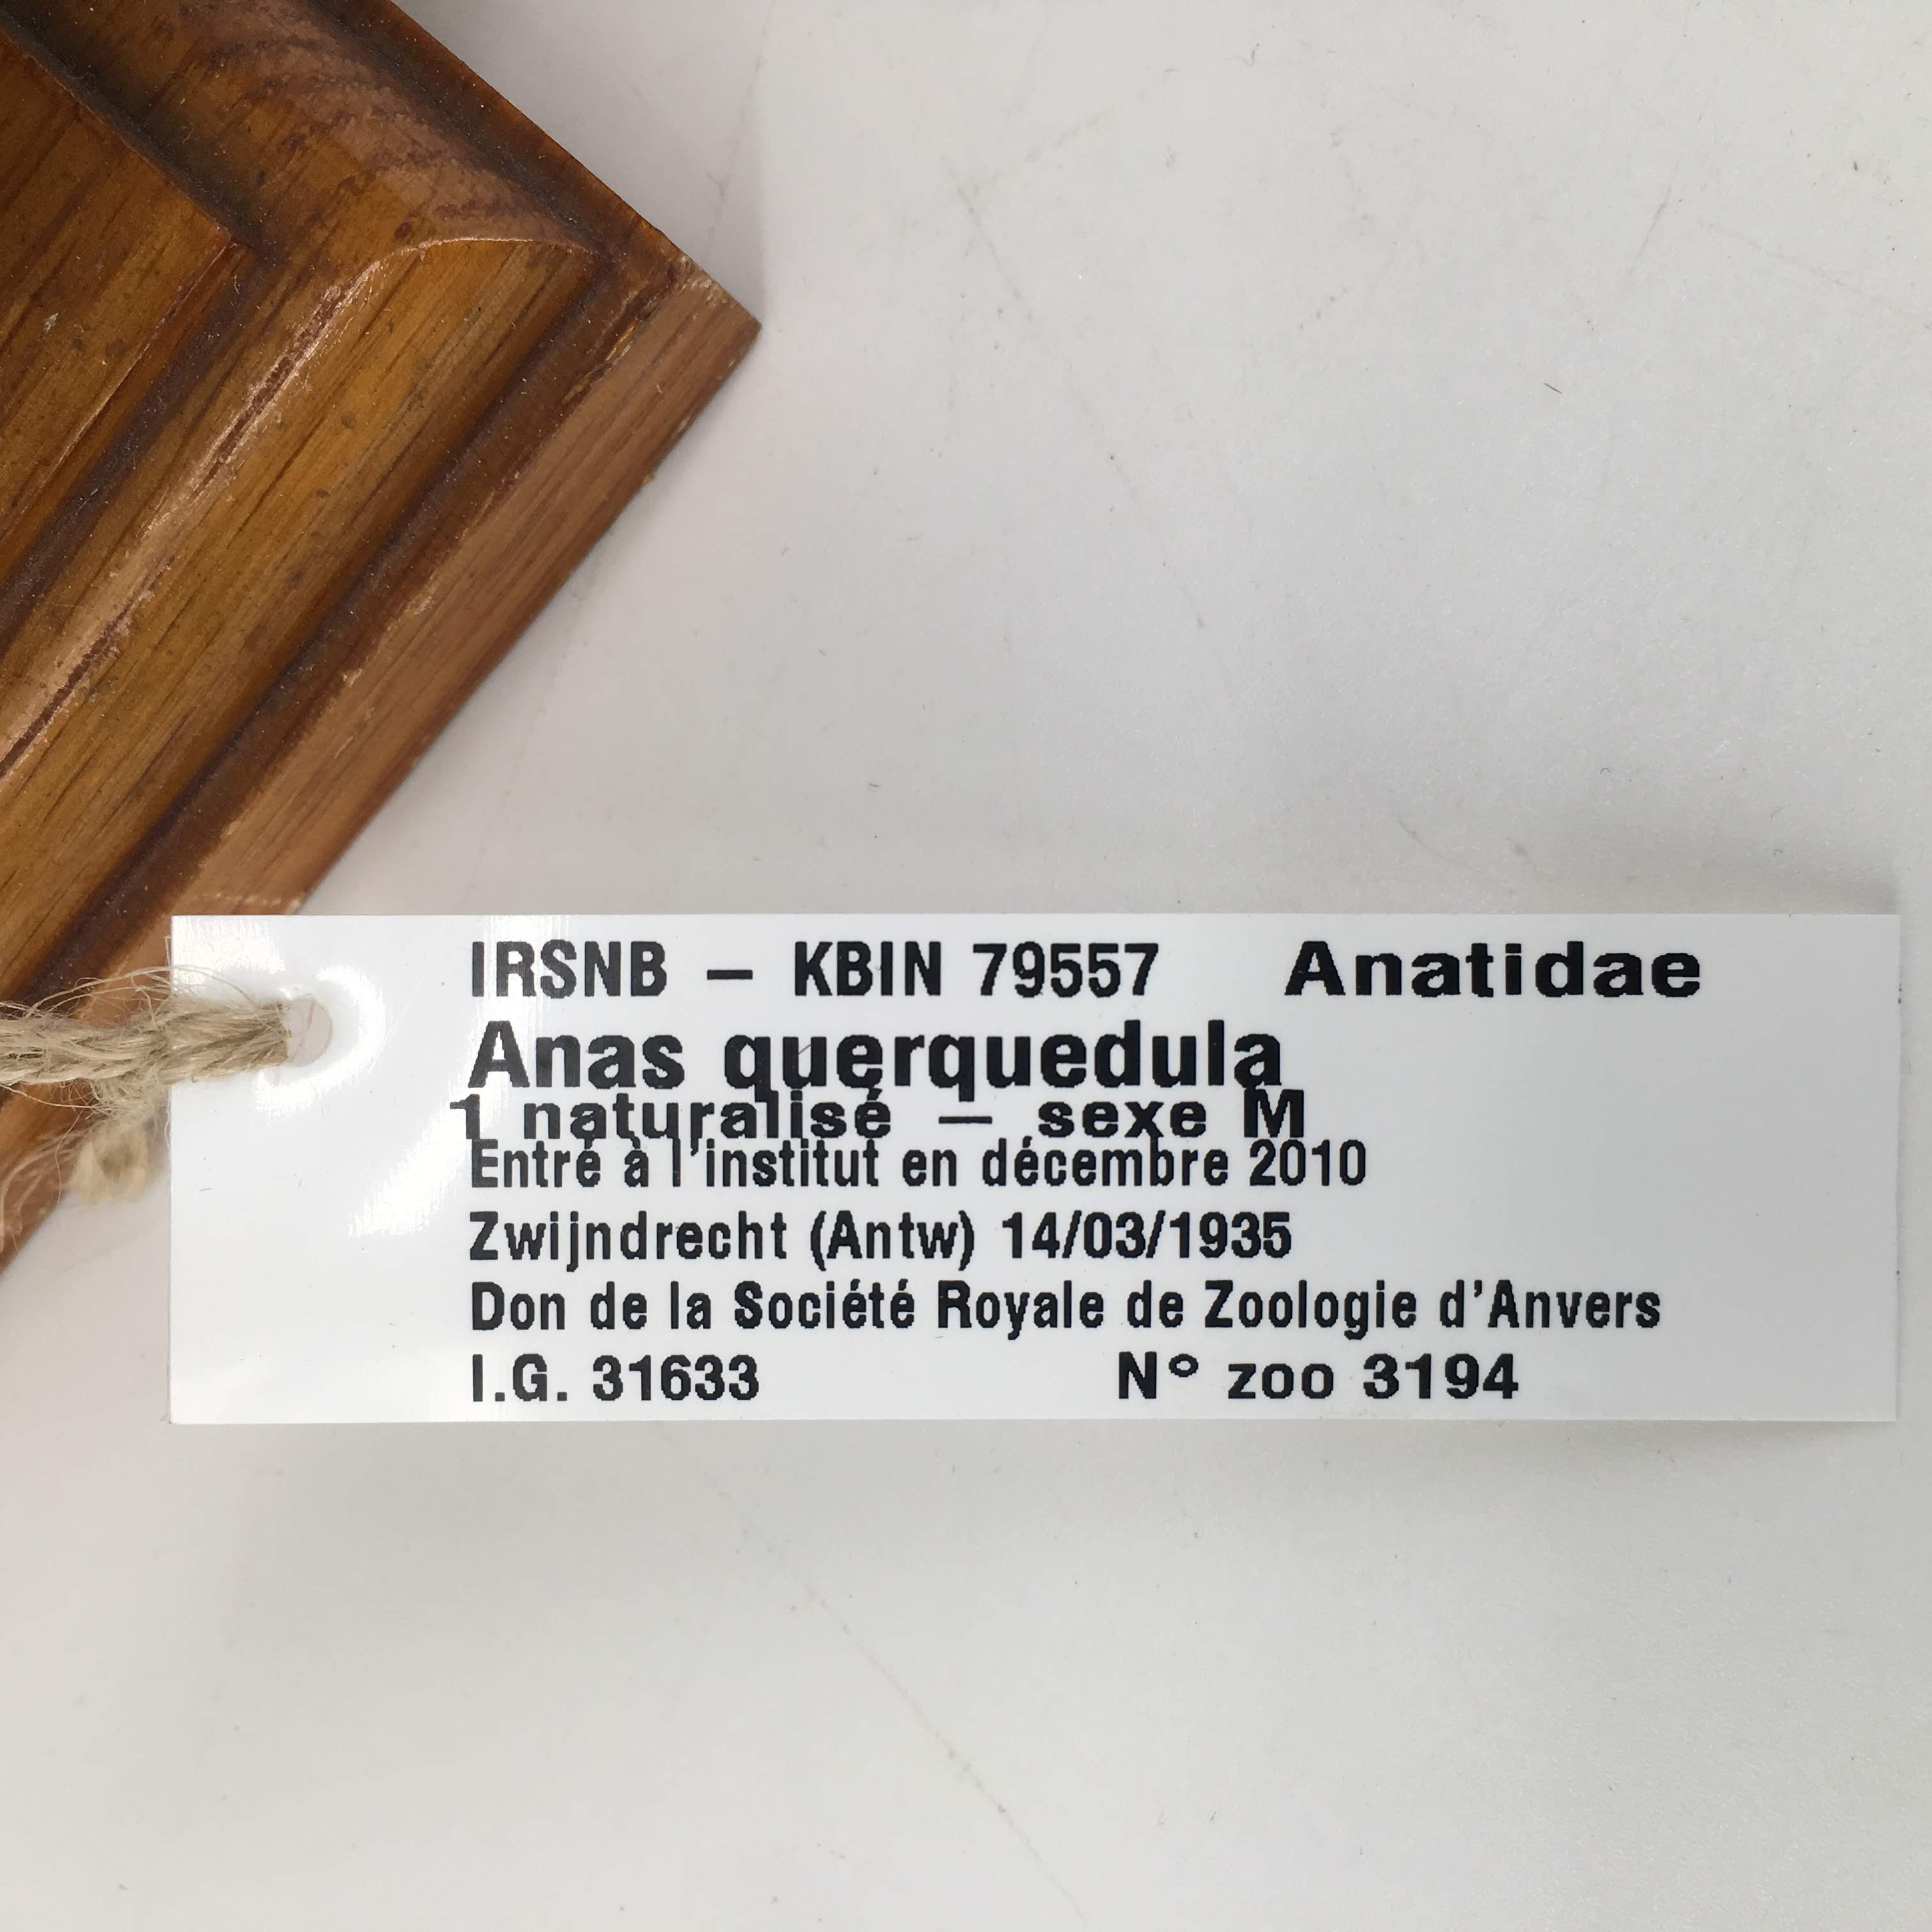 IRSNB – KBIN 79557 Anatidae
Anas querquedula
1 naturalisé – sexe M
Entré à l'institut en décembre 2010
Zwijndrecht (Antw) 14/03/1935
Don de la Société Royale de Zoologie d'Anvers
I.G. 31633 N° zoo 3194